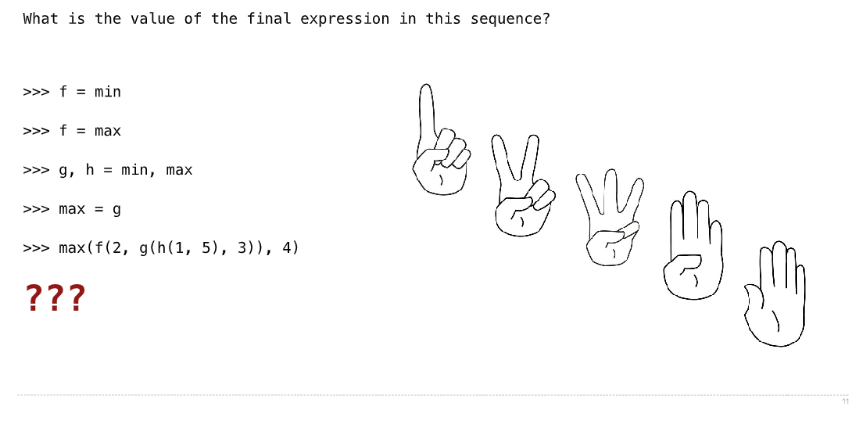 What is the value of the final expression in this sequence?
>>> f = min
>>> f = max
>>> g, h = min, max
>>> max = g
>>> max(f(2, g(h(1, 5), 3)), 4)
???
11